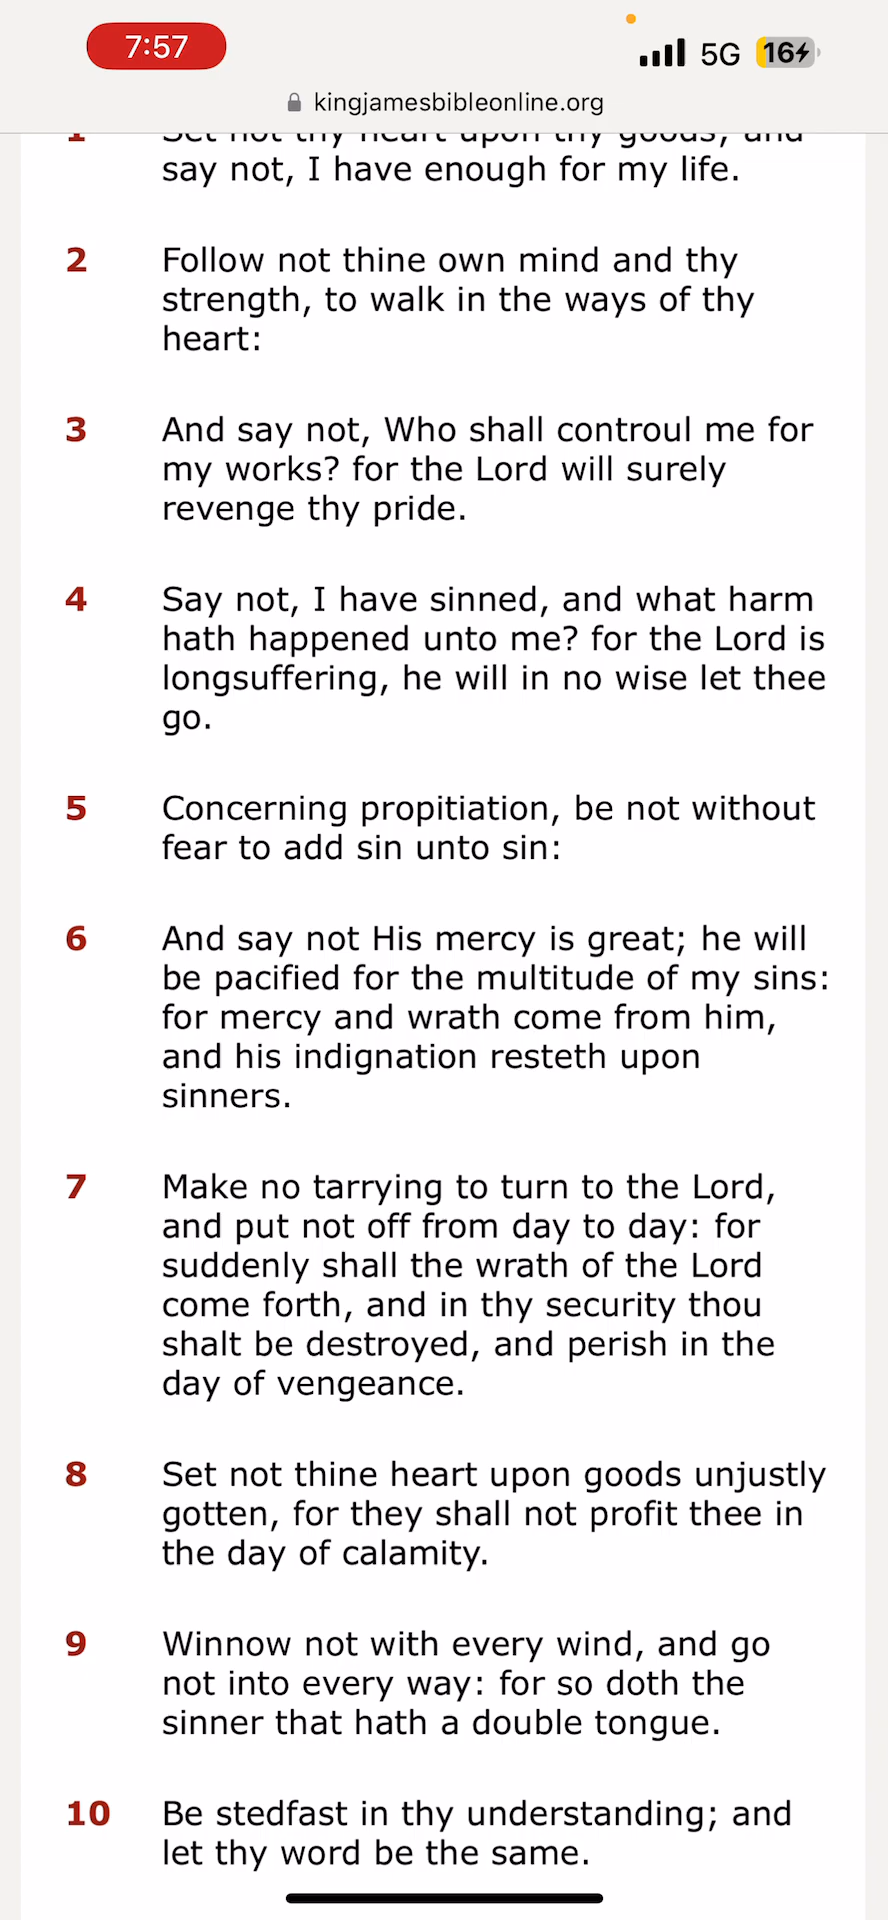 7:57
5G 16
kingjamesbibleonline.org
1 Set not thy heart upon thy goods; and
say not, I have enough for my life.
2 Follow not thine own mind and thy
strength, to walk in the ways of thy
heart:
3 And say not, Who shall controul me for
my works? for the Lord will surely
revenge thy pride.
4 Say not, I have sinned, and what harm
hath happened unto me? for the Lord is
longsuffering, he will in no wise let thee
go.
5 Concerning propitiation, be not without
fear to add sin unto sin:
6 And say not His mercy is great; he will
be pacified for the multitude of my sins:
for mercy and wrath come from him,
and his indignation resteth upon
sinners.
7 Make no tarrying to turn to the Lord,
and put not off from day to day: for
suddenly shall the wrath of the Lord
come forth, and in thy security thou
shalt be destroyed, and perish in the
day of vengeance.
8 Set not thine heart upon goods unjustly
gotten, for they shall not profit thee in
the day of calamity.
9 Winnow not with every wind, and go
not into every way: for so doth the
sinner that hath a double tongue.
10 Be stedfast in thy understanding; and
let thy word be the same.